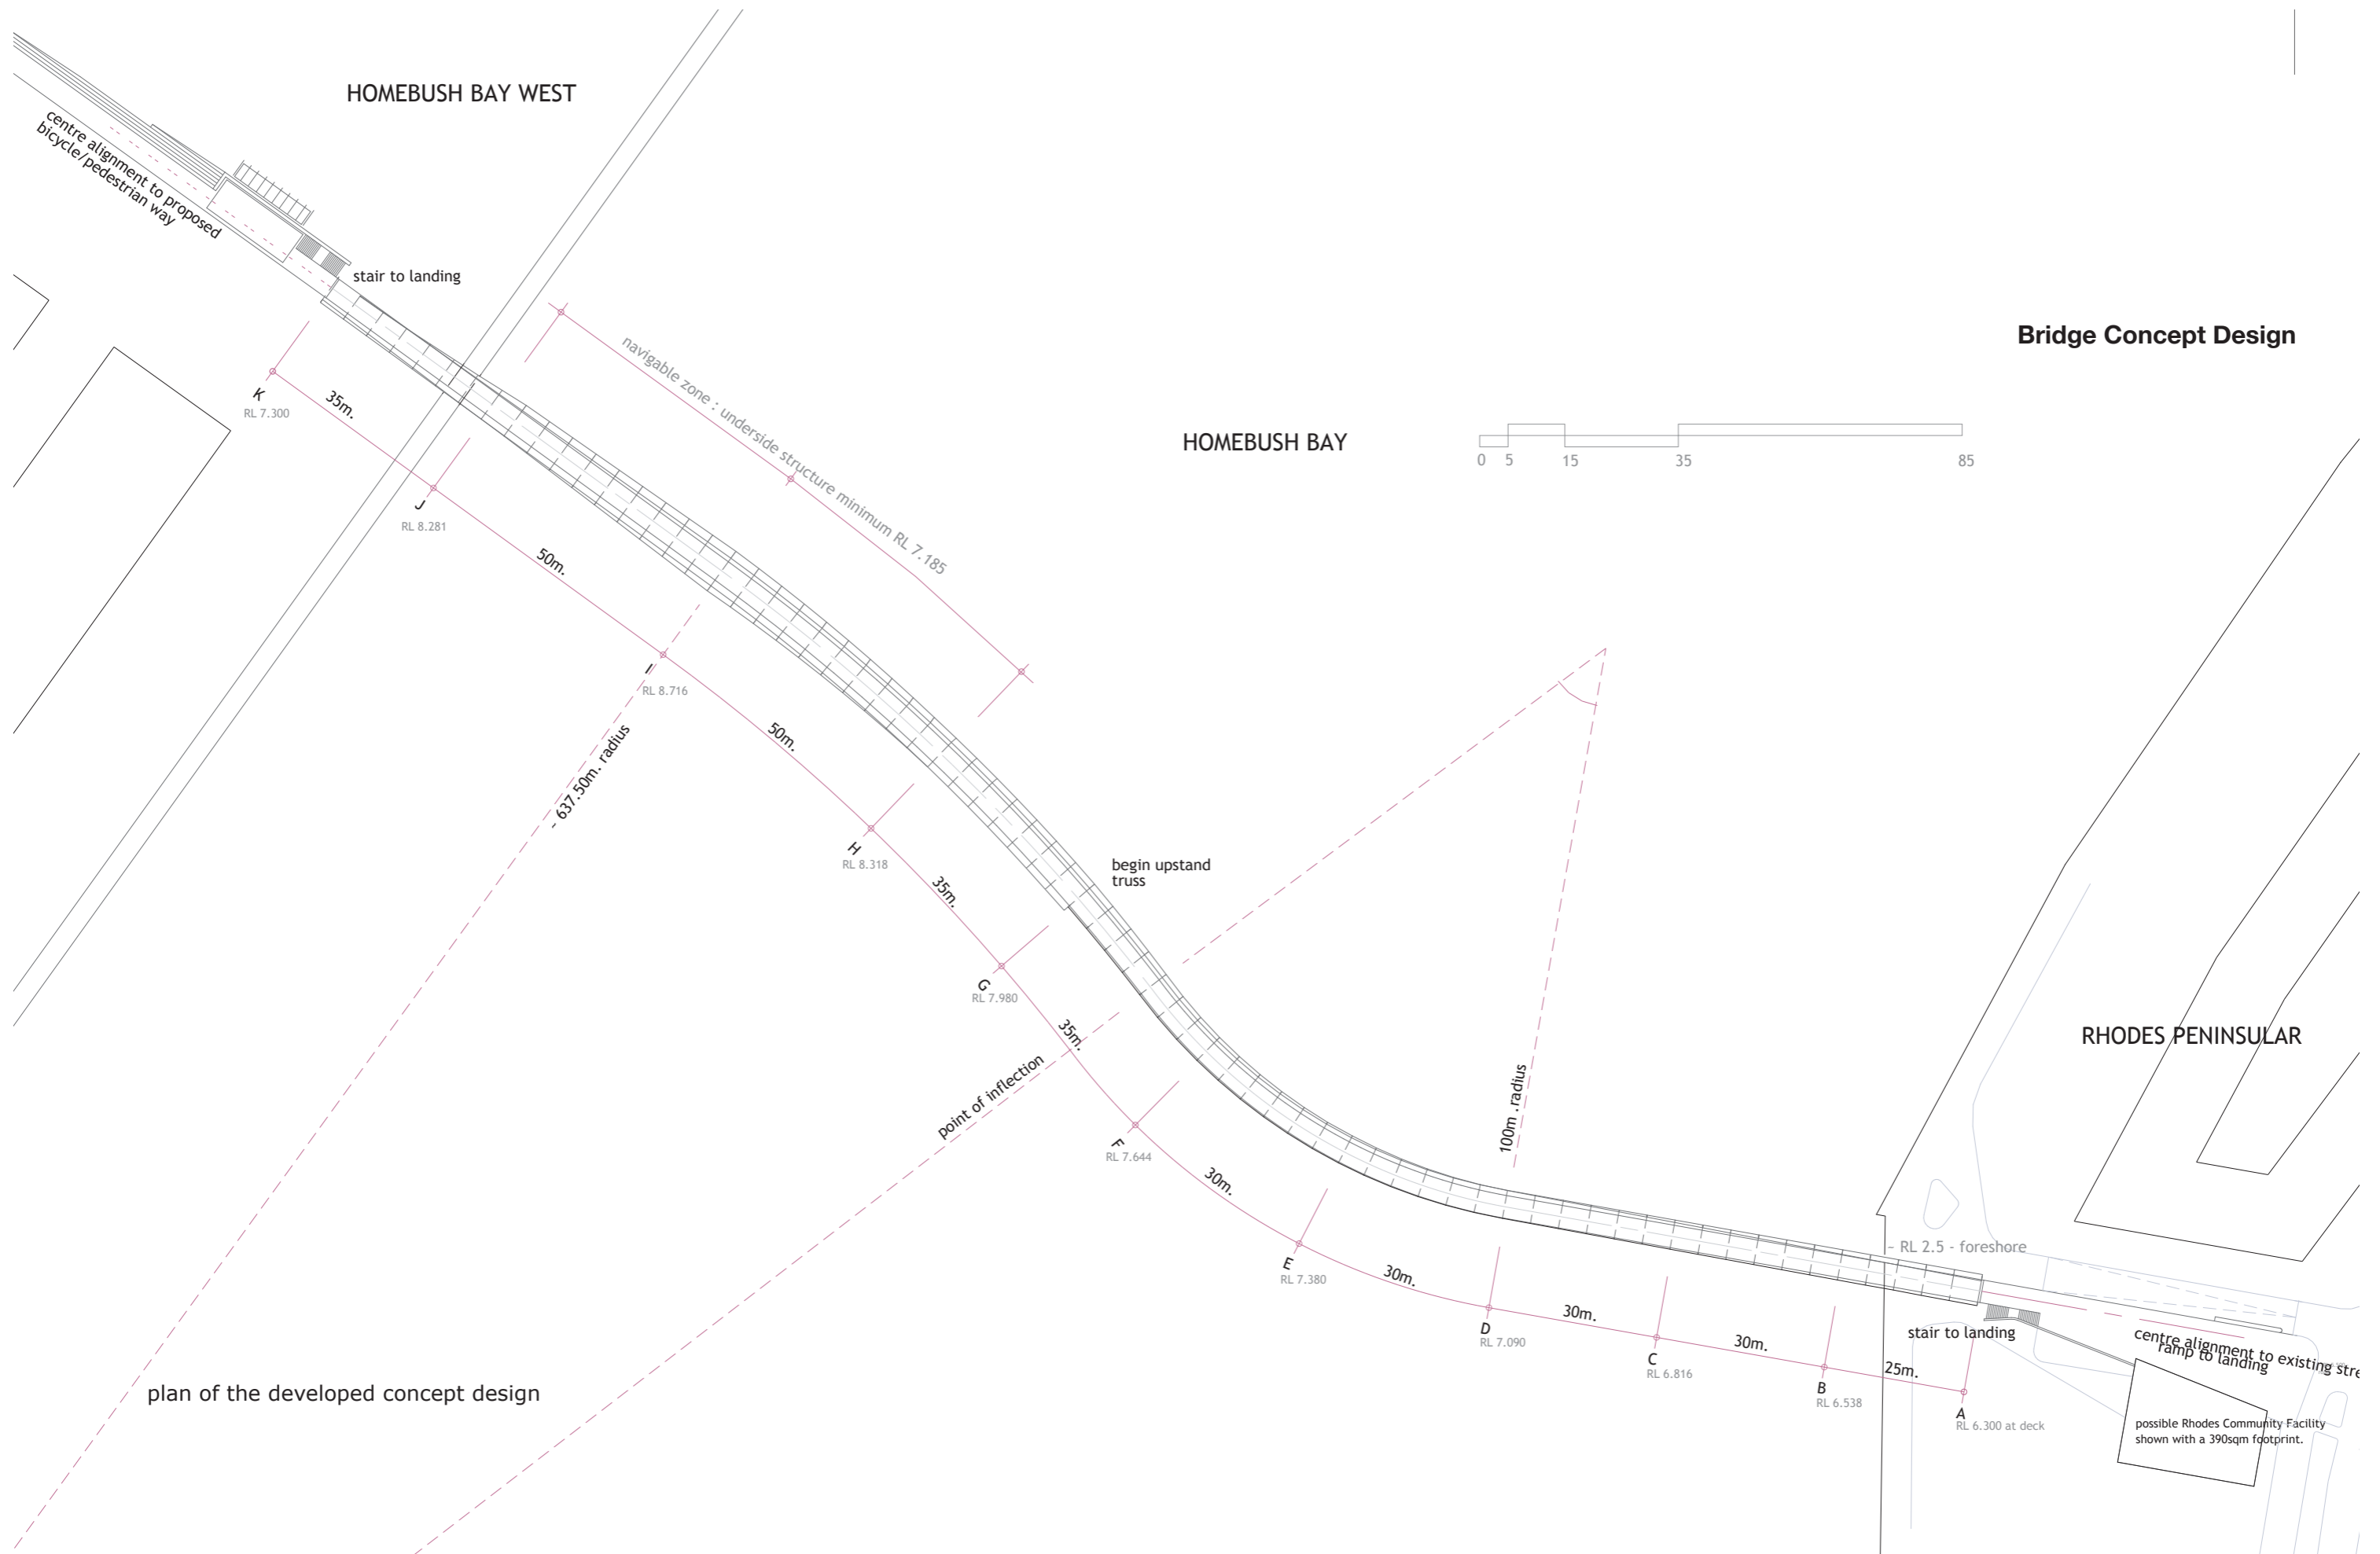 HOMEBUSH BAY WEST
centre alignment to proposed
bicycle/pedestrian way
stair to landing
navigable zone : underside structure minimum RL 7.185
Bridge Concept Design
HOMEBUSH BAY
0 5 15 35 85
K
RL 7.300
35m.
J
RL 8.281
50m.
I
RL 8.716
- 637.50m. radius
50m.
H
RL 8.318
35m.
begin upstand
truss
G
RL 7.980
35m.
point of inflection
F
RL 7.644
30m.
100m .radius
RHODES PENINSULAR
E
RL 7.380
30m.
– RL 2.5 - foreshore
D
RL 7.090
30m.
C
RL 6.816
30m.
B
RL 6.538
25m.
A
RL 6.300 at deck
stair to landing
centre alignment to existing stre
ramp to landing
possible Rhodes Community Facility
shown with a 390sqm footprint.
plan of the developed concept design